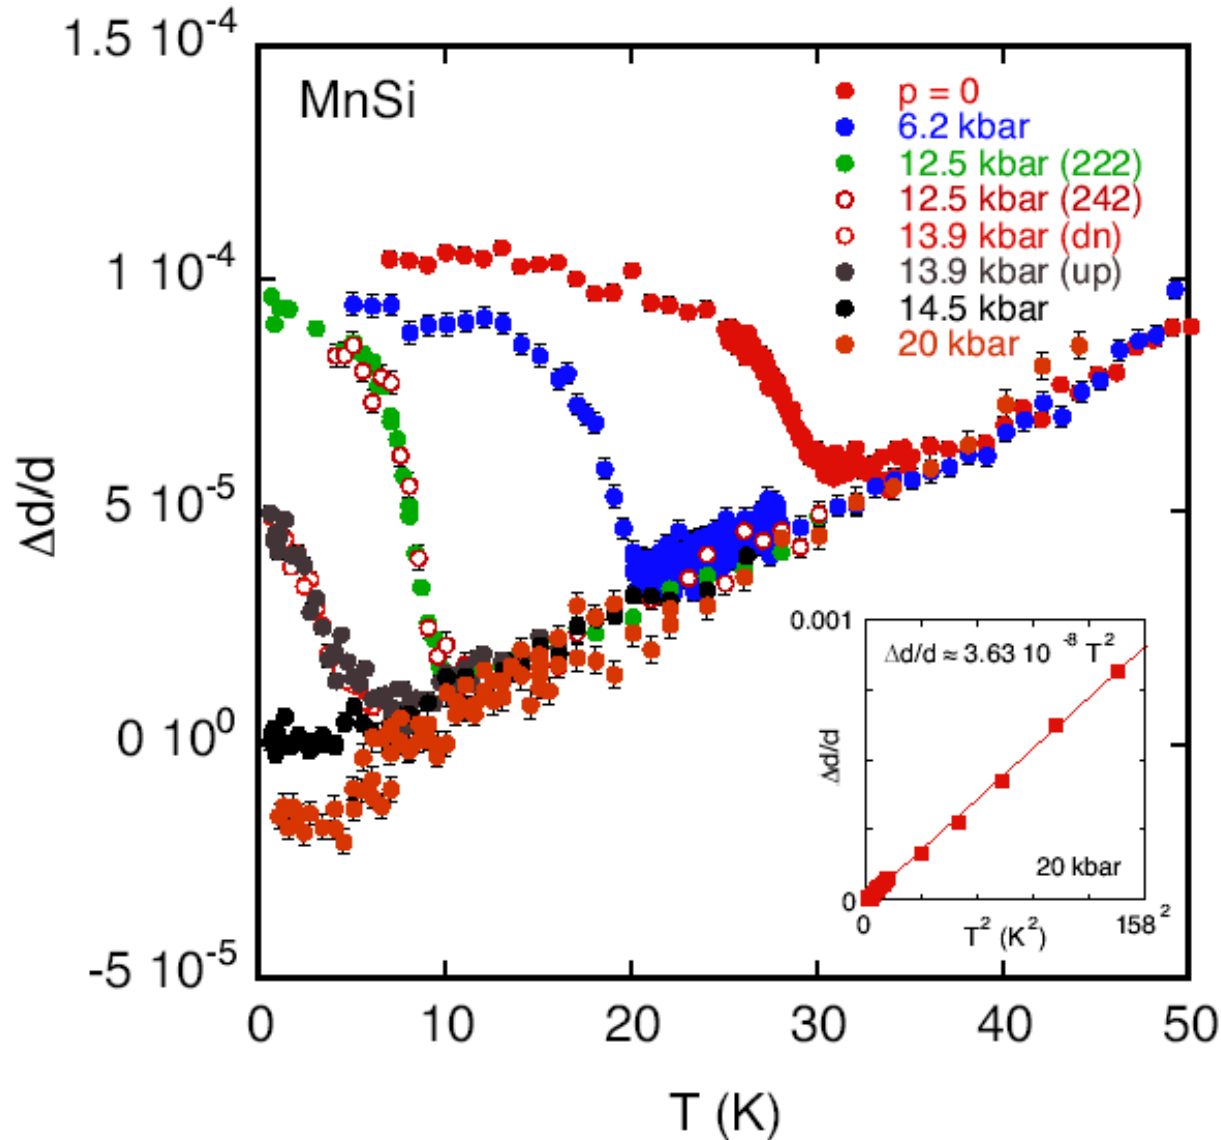 1.5 10⁻⁴
MnSi
p = 0
6.2 kbar
12.5 kbar (222)
12.5 kbar (242)
13.9 kbar (dn)
13.9 kbar (up)
14.5 kbar
20 kbar
1 10⁻⁴
5 10⁻⁵
0 10⁰
-5 10⁻⁵
Δd/d
0 10 20 30 40 50
T (K)
0.001
Δd/d ≈ 3.63 10⁻⁸ T²
Δd/d
20 kbar
0
0 158²
T² (K²)